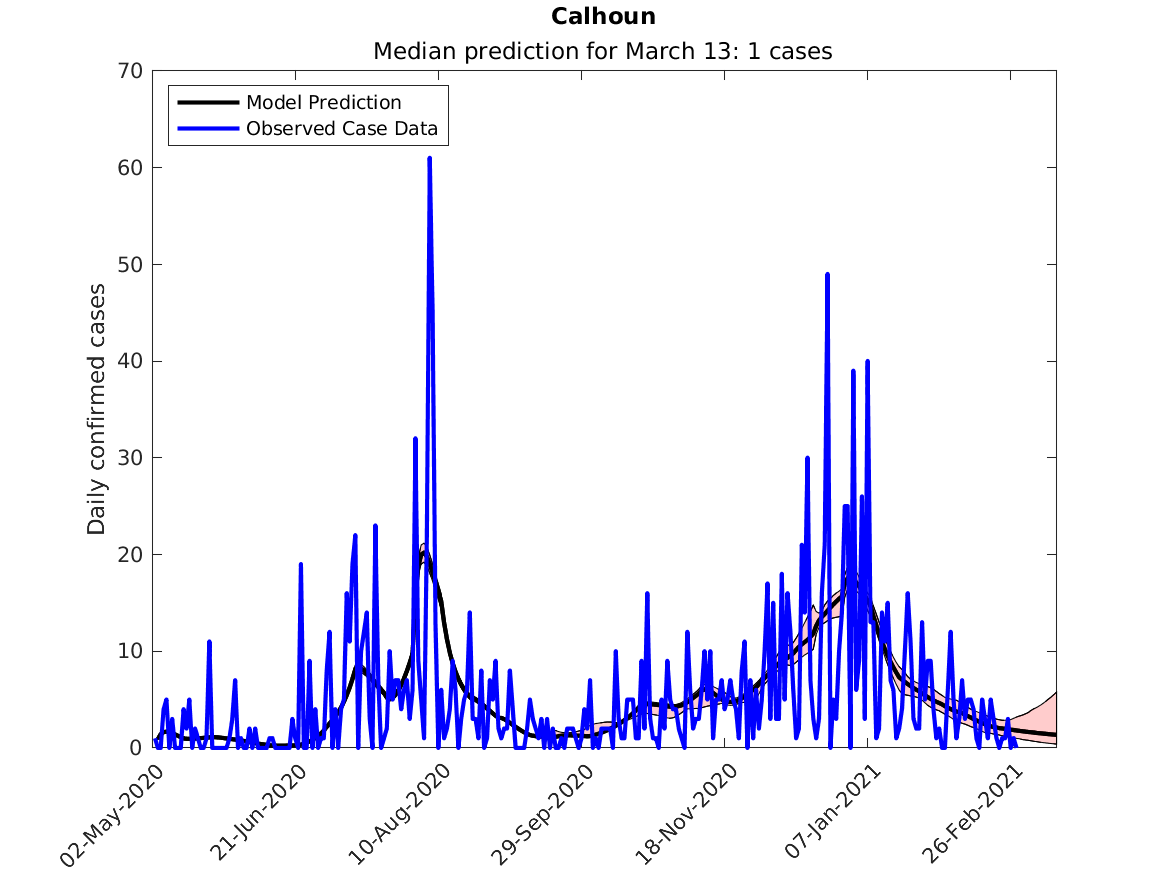 Calhoun
Median prediction for March 13: 1 cases
Model Prediction
Observed Case Data
Daily confirmed cases
70
60
50
40
30
20
10
0
02-May-2020
21-Jun-2020
10-Aug-2020
29-Sep-2020
18-Nov-2020
07-Jan-2021
26-Feb-2021